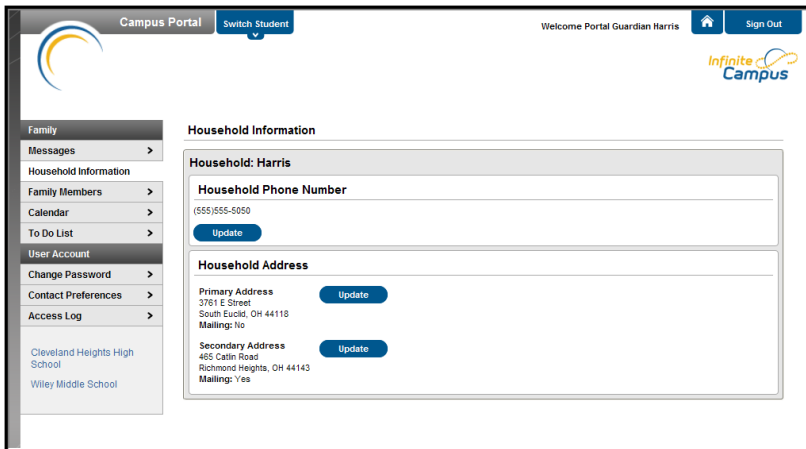 Campus Portal
Switch Student
Welcome Portal Guardian Harris
Sign Out
Infinite
Campus
Family
Messages
Household Information
Family Members
Calendar
To Do List
User Account
Change Password
Contact Preferences
Access Log
Cleveland Heights High
School
Wiley Middle School
Household Information
Household: Harris
Household Phone Number
(555)555-5050
Update
Household Address
Primary Address
Update
3761 E Street
South Euclid, OH 44118
Mailing: No
Secondary Address
Update
465 Catlin Road
Richmond Heights, OH 44143
Mailing: Yes